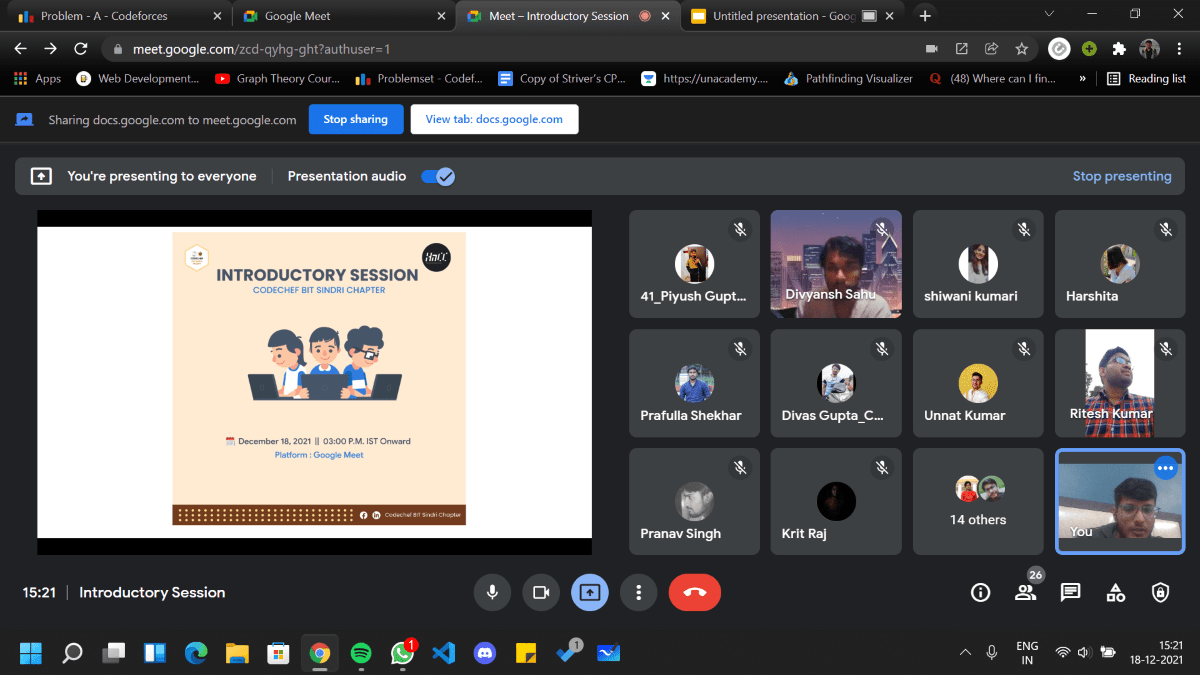 Problem - A - Codeforces
Google Meet
Meet – Introductory Session
Untitled presentation - Goog
meet.google.com/zcd-qyhg-ght?authuser=1
Apps
Web Development...
Graph Theory Cour...
Problemset - Codef...
Copy of Striver's CP...
https://unacademy....
Pathfinding Visualizer
(48) Where can I fin...
»
Reading list
Sharing docs.google.com to meet.google.com
Stop sharing
View tab: docs.google.com
You're presenting to everyone
Presentation audio
Stop presenting
INTRODUCTORY SESSION
CODECHEF BIT SINDRI CHAPTER
December 18, 2021 || 03:00 P.M. IST Onward
Platform : Google Meet
Codechef BIT Sindri Chapter
41_Piyush Gupt...
Divyansh Sahu
shiwani kumari
Harshita
Prafulla Shekhar
Divas Gupta_C...
Unnat Kumar
Ritesh Kumar
Pranav Singh
Krit Raj
14 others
You
15:21 | Introductory Session
26
1
1
ENG
IN
15:21
18-12-2021